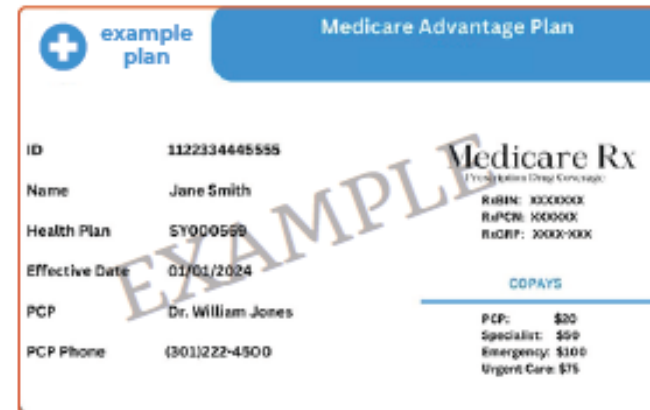 example
plan
Medicare Advantage Plan
ID 1122334445555
Name Jane Smith
Health Plan SY000569
Effective Date 01/01/2024
PCP Dr. William Jones
PCP Phone (301)222-4500
EXAMPLE
Medicare Rx
Prescription Drug Coverage
RxBIN: XXXXXXX
RxPCN: XXXXXX
RxGRP: XXXX-XXX
COPAYS
PCP: $20
Specialist: $50
Emergency: $100
Urgent Care: $75